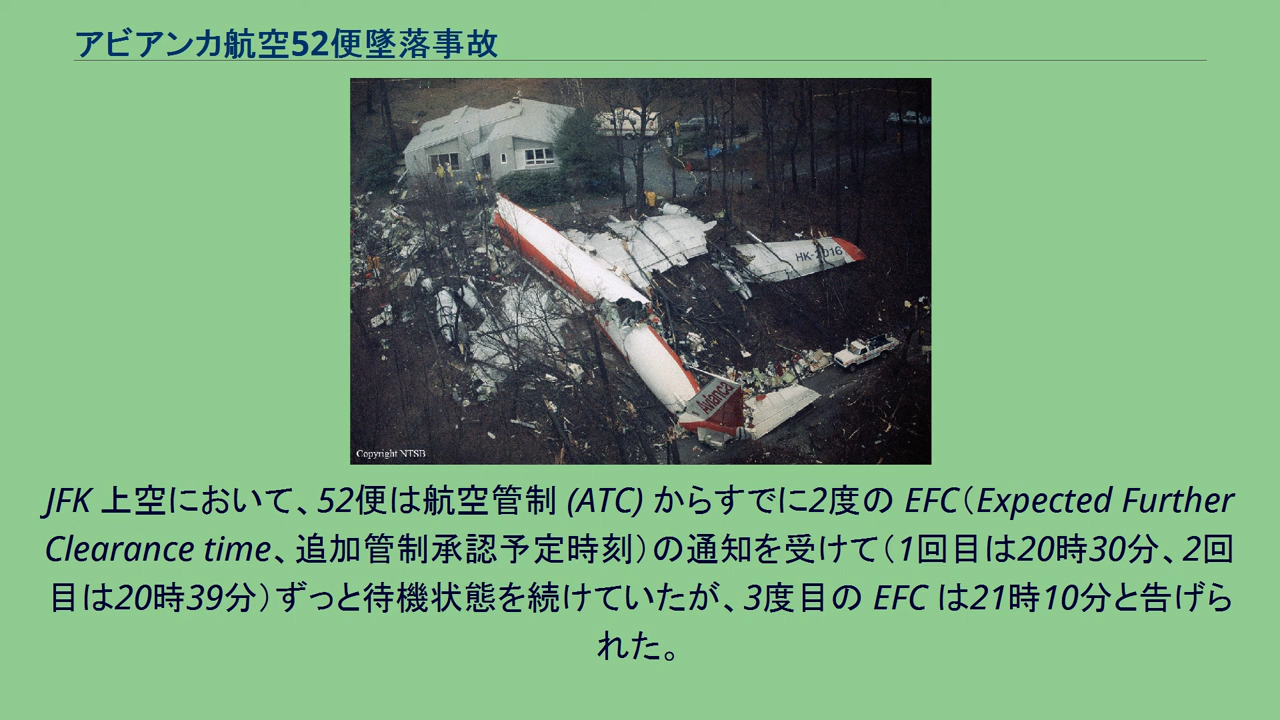 アビアンカ航空52便墜落事故
HK-2016
Avianca
Copyright NTSB
JFK 上空において、52便は航空管制 (ATC) からすでに2度の EFC（Expected Further
Clearance time、追加管制承認予定時刻）の通知を受けて（1回目は20時30分、2回
目は20時39分）ずっと待機状態を続けていたが、3度目の EFC は21時10分と告げら
れた。